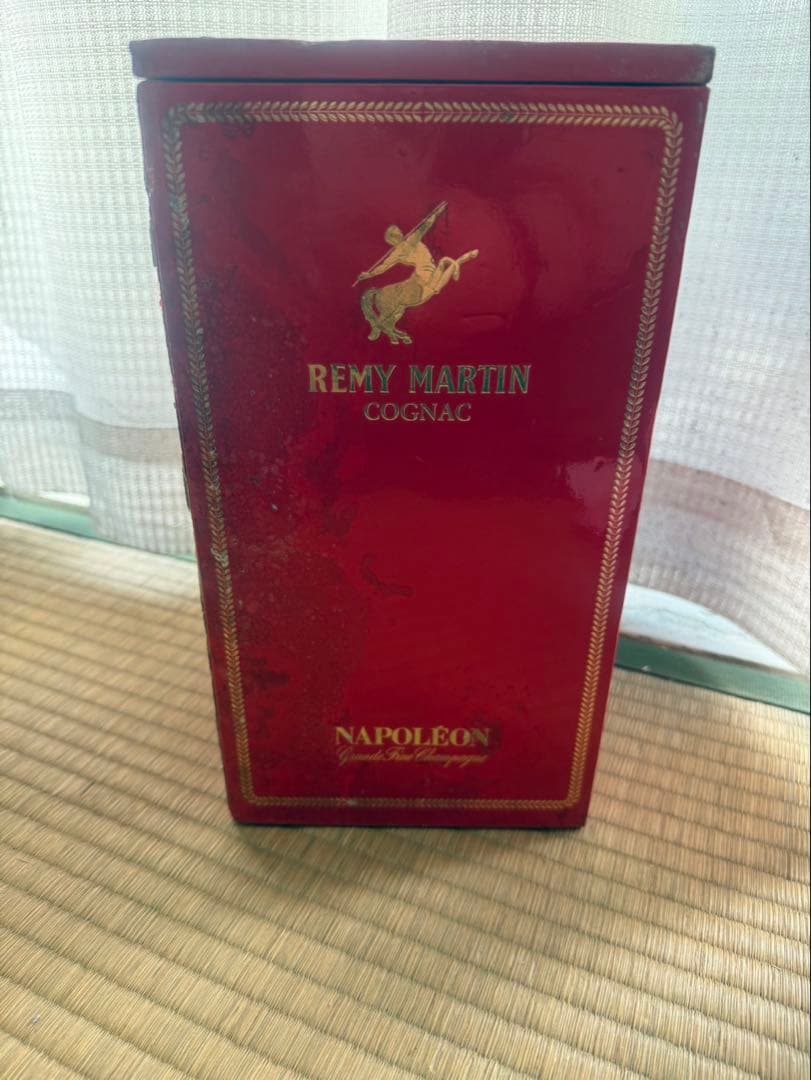 REMY MARTIN
COGNAC
NAPOLÉON
Grande Fine Champagne